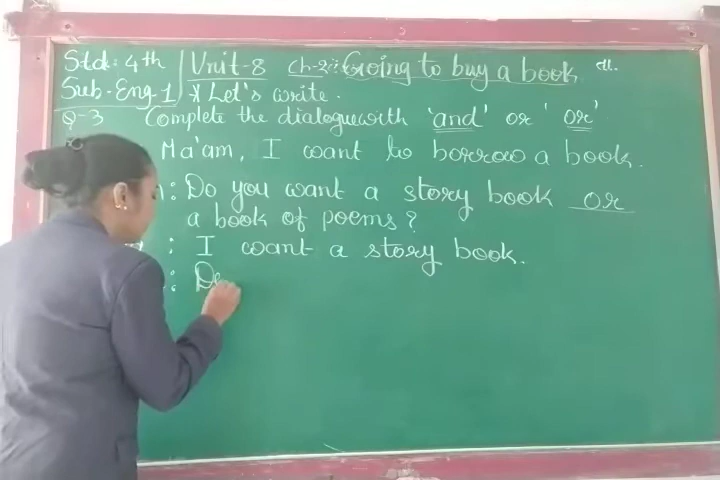 Std: 4th Unit-8 Ch-2: Going to buy a book dt.
Sub-Eng-1 * Let's write.
Q-3 Complete the dialogue with 'and' or 'or'
Ma'am, I want to borrow a book.
: Do you want a story book or
a book of poems?
: I want a story book.
: Do